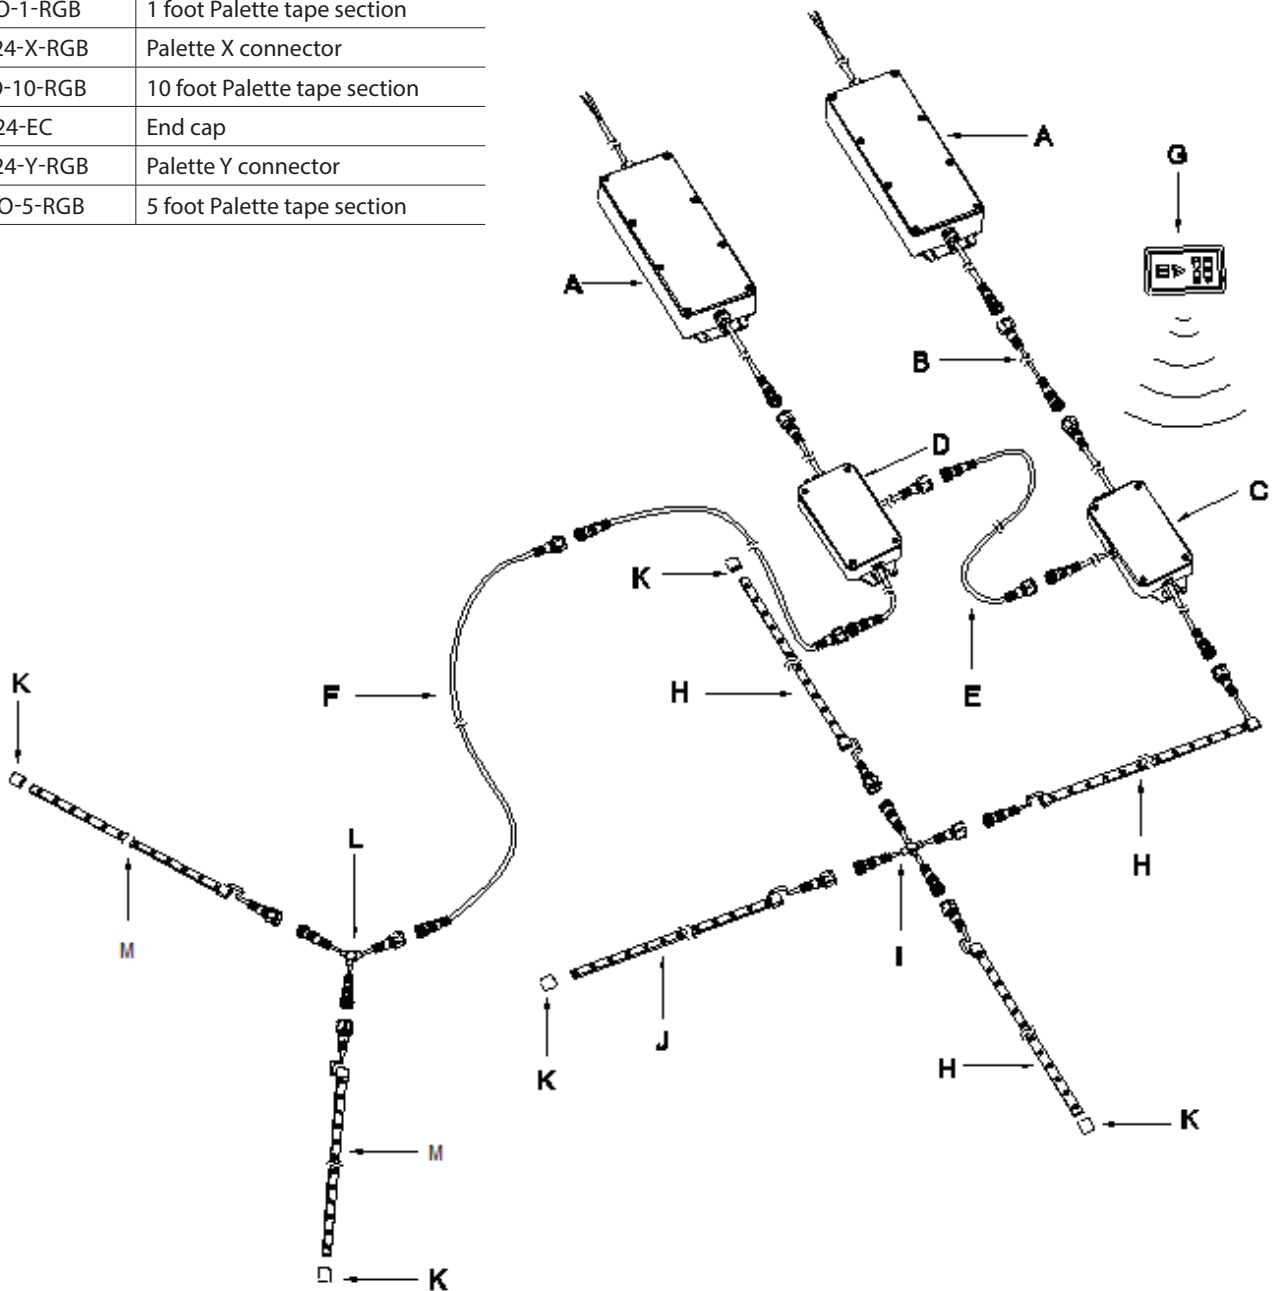 O-1-RGB 1 foot Palette tape section
24-X-RGB Palette X connector
O-10-RGB 10 foot Palette tape section
24-EC End cap
24-Y-RGB Palette Y connector
O-5-RGB 5 foot Palette tape section
A
G
A
B
D
C
K
K
F
H
E
L
H
M
I
J
K
H
K
M
K